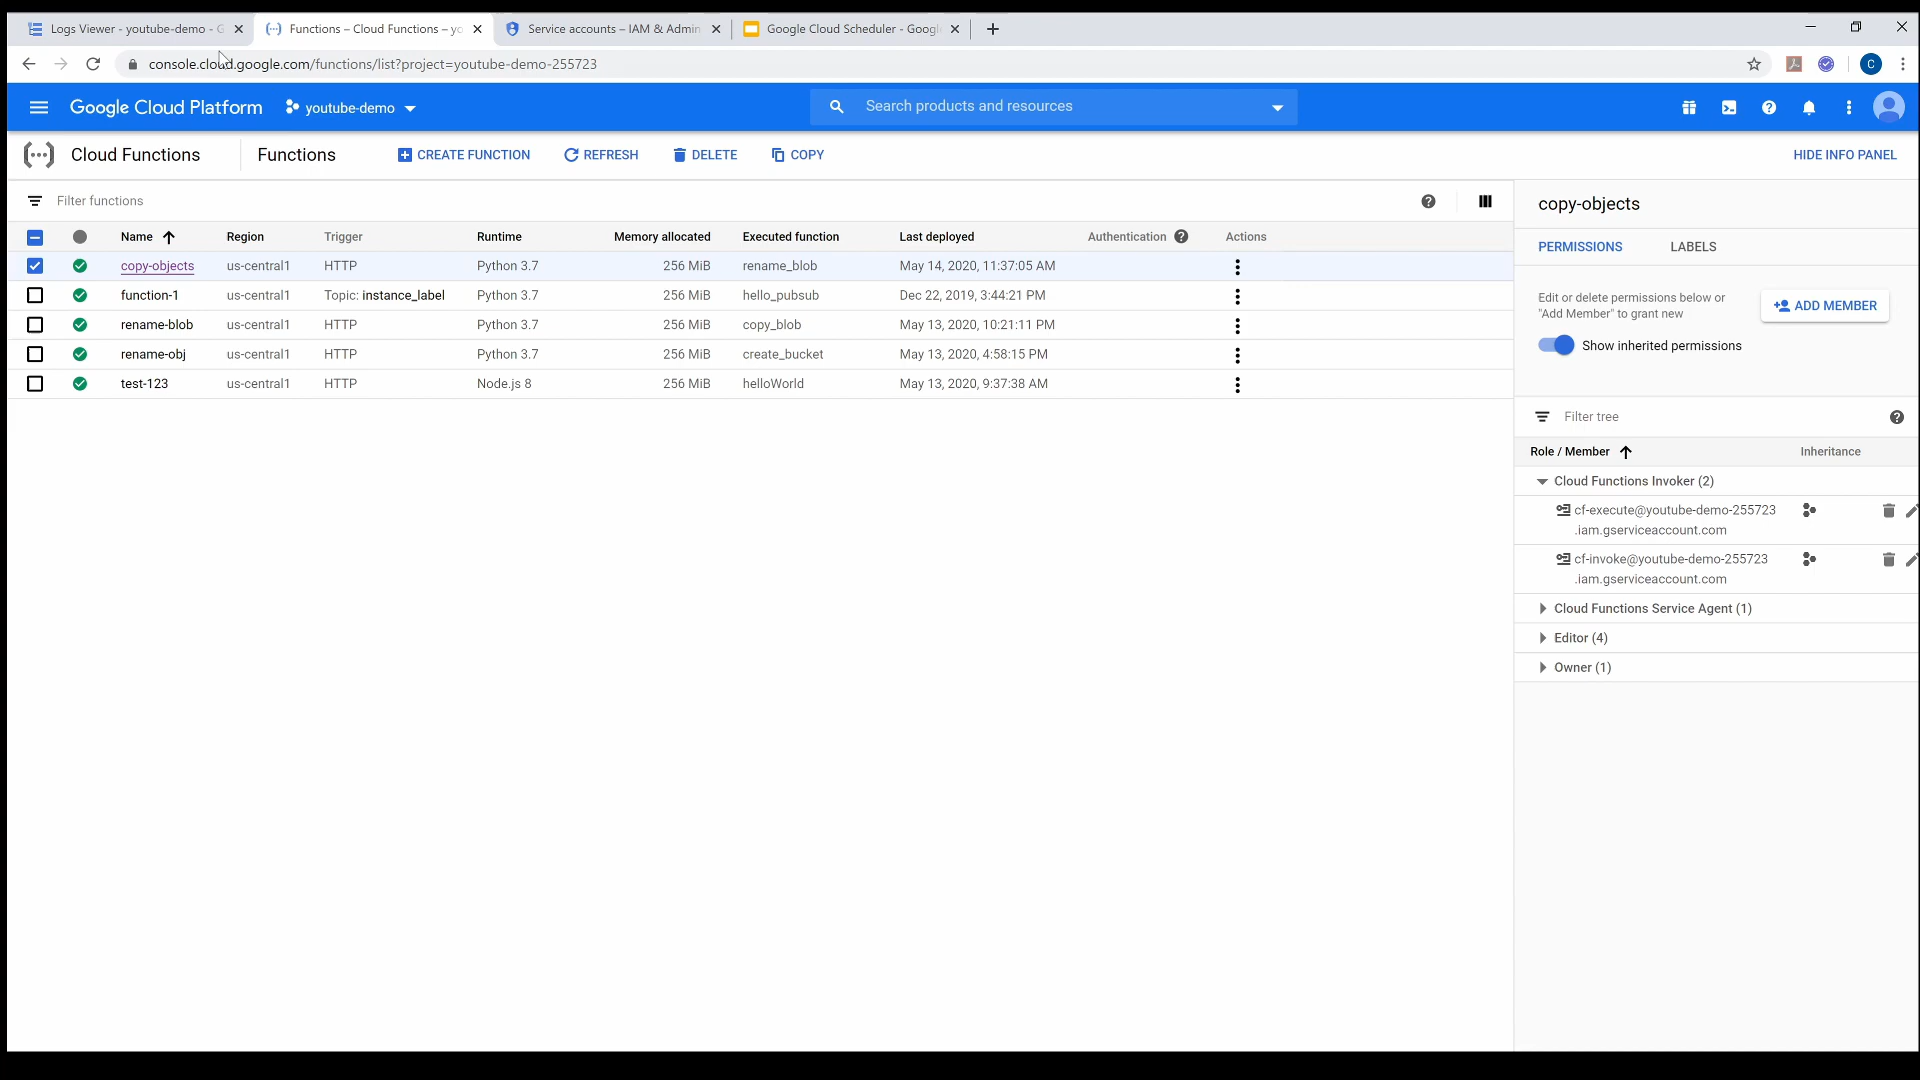 Logs Viewer - youtube-demo - G
Functions – Cloud Functions – yo
Service accounts – IAM & Admin
Google Cloud Scheduler - Googl
console.cloud.google.com/functions/list?project=youtube-demo-255723
C
Google Cloud Platform
youtube-demo
Search products and resources
Cloud Functions
Functions
CREATE FUNCTION
REFRESH
DELETE
COPY
HIDE INFO PANEL
Filter functions
Name Region Trigger Runtime Memory allocated Executed function Last deployed Authentication Actions
copy-objects us-central1 HTTP Python 3.7 256 MiB rename_blob May 14, 2020, 11:37:05 AM
function-1 us-central1 Topic: instance_label Python 3.7 256 MiB hello_pubsub Dec 22, 2019, 3:44:21 PM
rename-blob us-central1 HTTP Python 3.7 256 MiB copy_blob May 13, 2020, 10:21:11 PM
rename-obj us-central1 HTTP Python 3.7 256 MiB create_bucket May 13, 2020, 4:58:15 PM
test-123 us-central1 HTTP Node.js 8 256 MiB helloWorld May 13, 2020, 9:37:38 AM
copy-objects
PERMISSIONS
LABELS
Edit or delete permissions below or
"Add Member" to grant new
ADD MEMBER
Show inherited permissions
Filter tree
Role / Member Inheritance
Cloud Functions Invoker (2)
cf-execute@youtube-demo-255723
.iam.gserviceaccount.com
cf-invoke@youtube-demo-255723
.iam.gserviceaccount.com
Cloud Functions Service Agent (1)
Editor (4)
Owner (1)